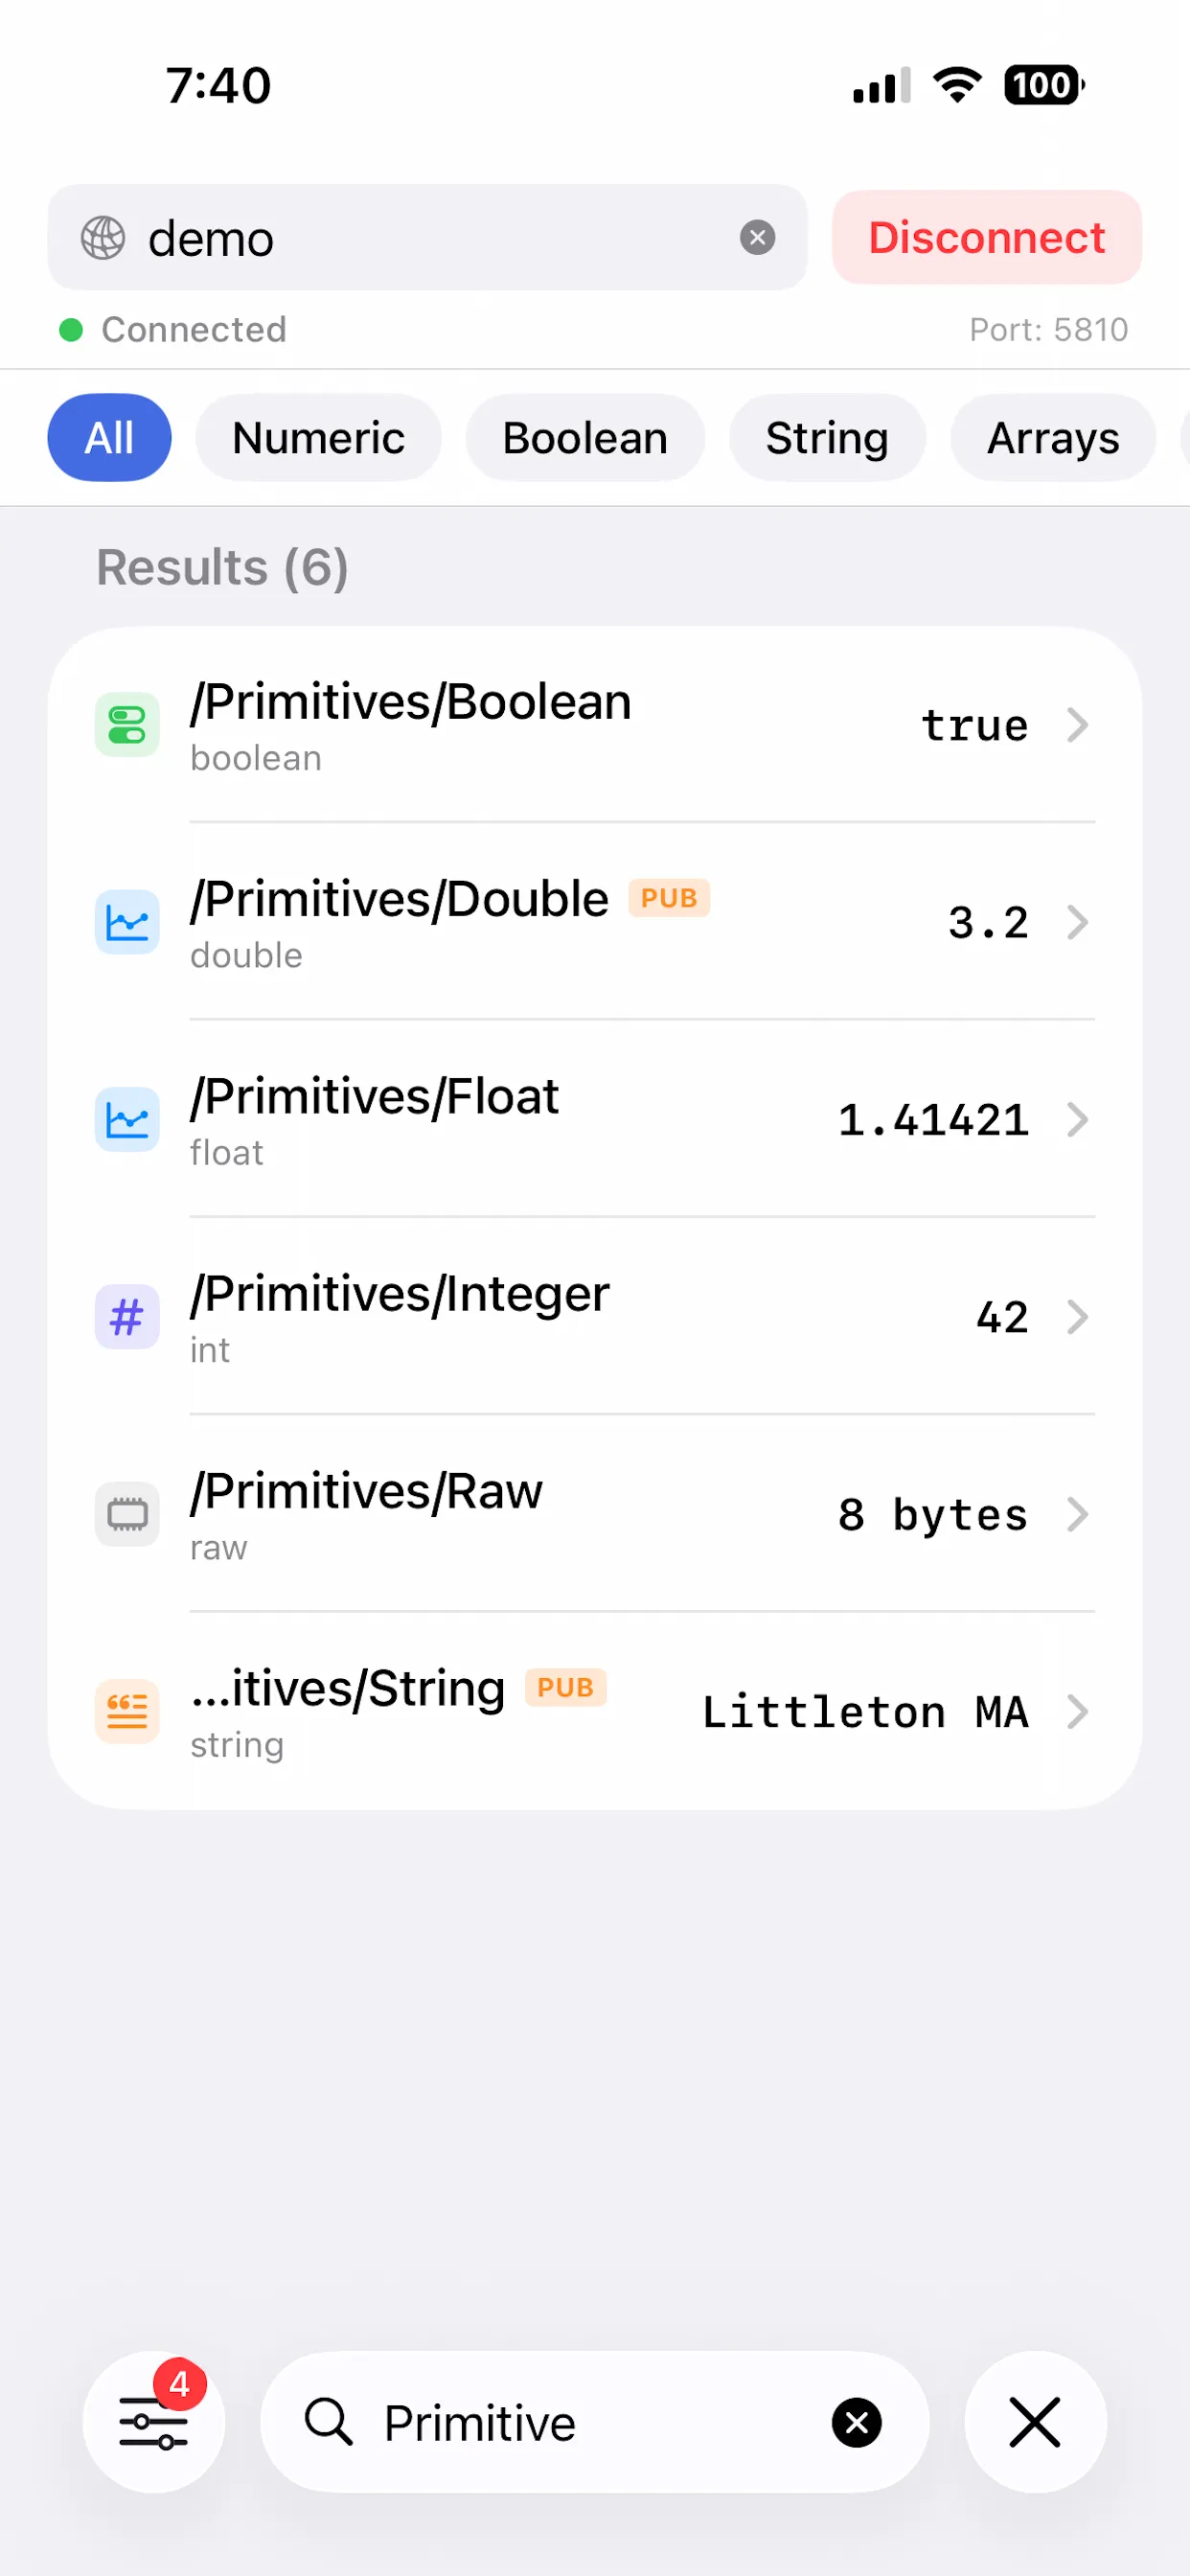 7:40
100
demo
Disconnect
Connected
Port: 5810
All
Numeric
Boolean
String
Arrays
Results (6)
/Primitives/Boolean
boolean
true
/Primitives/Double PUB
double
3.2
/Primitives/Float
float
1.41421
/Primitives/Integer
int
42
/Primitives/Raw
raw
8 bytes
...itives/String PUB
string
Littleton MA
4
Primitive